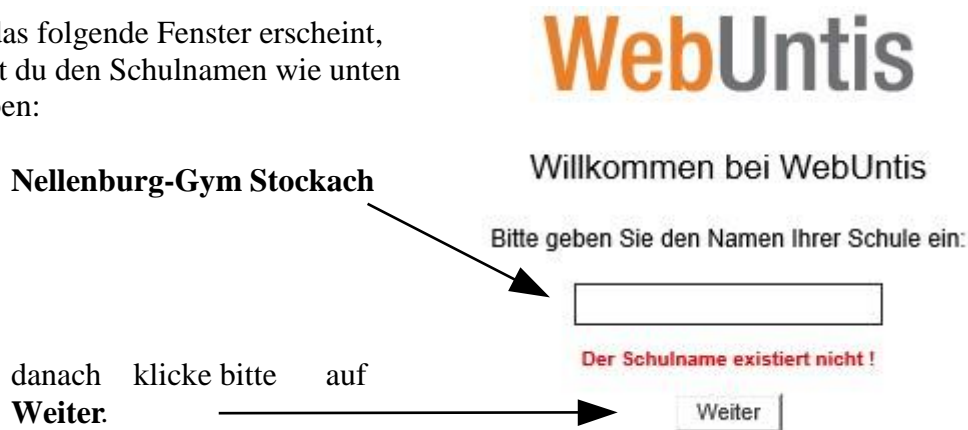 das folgende Fenster erscheint,
du den Schulnamen wie unten
Nellenburg-Gym Stockach
danach klicke bitte auf
Weiter.
WebUntis
Willkommen bei WebUntis
Bitte geben Sie den Namen Ihrer Schule ein:
Der Schulname existiert nicht !
Weiter